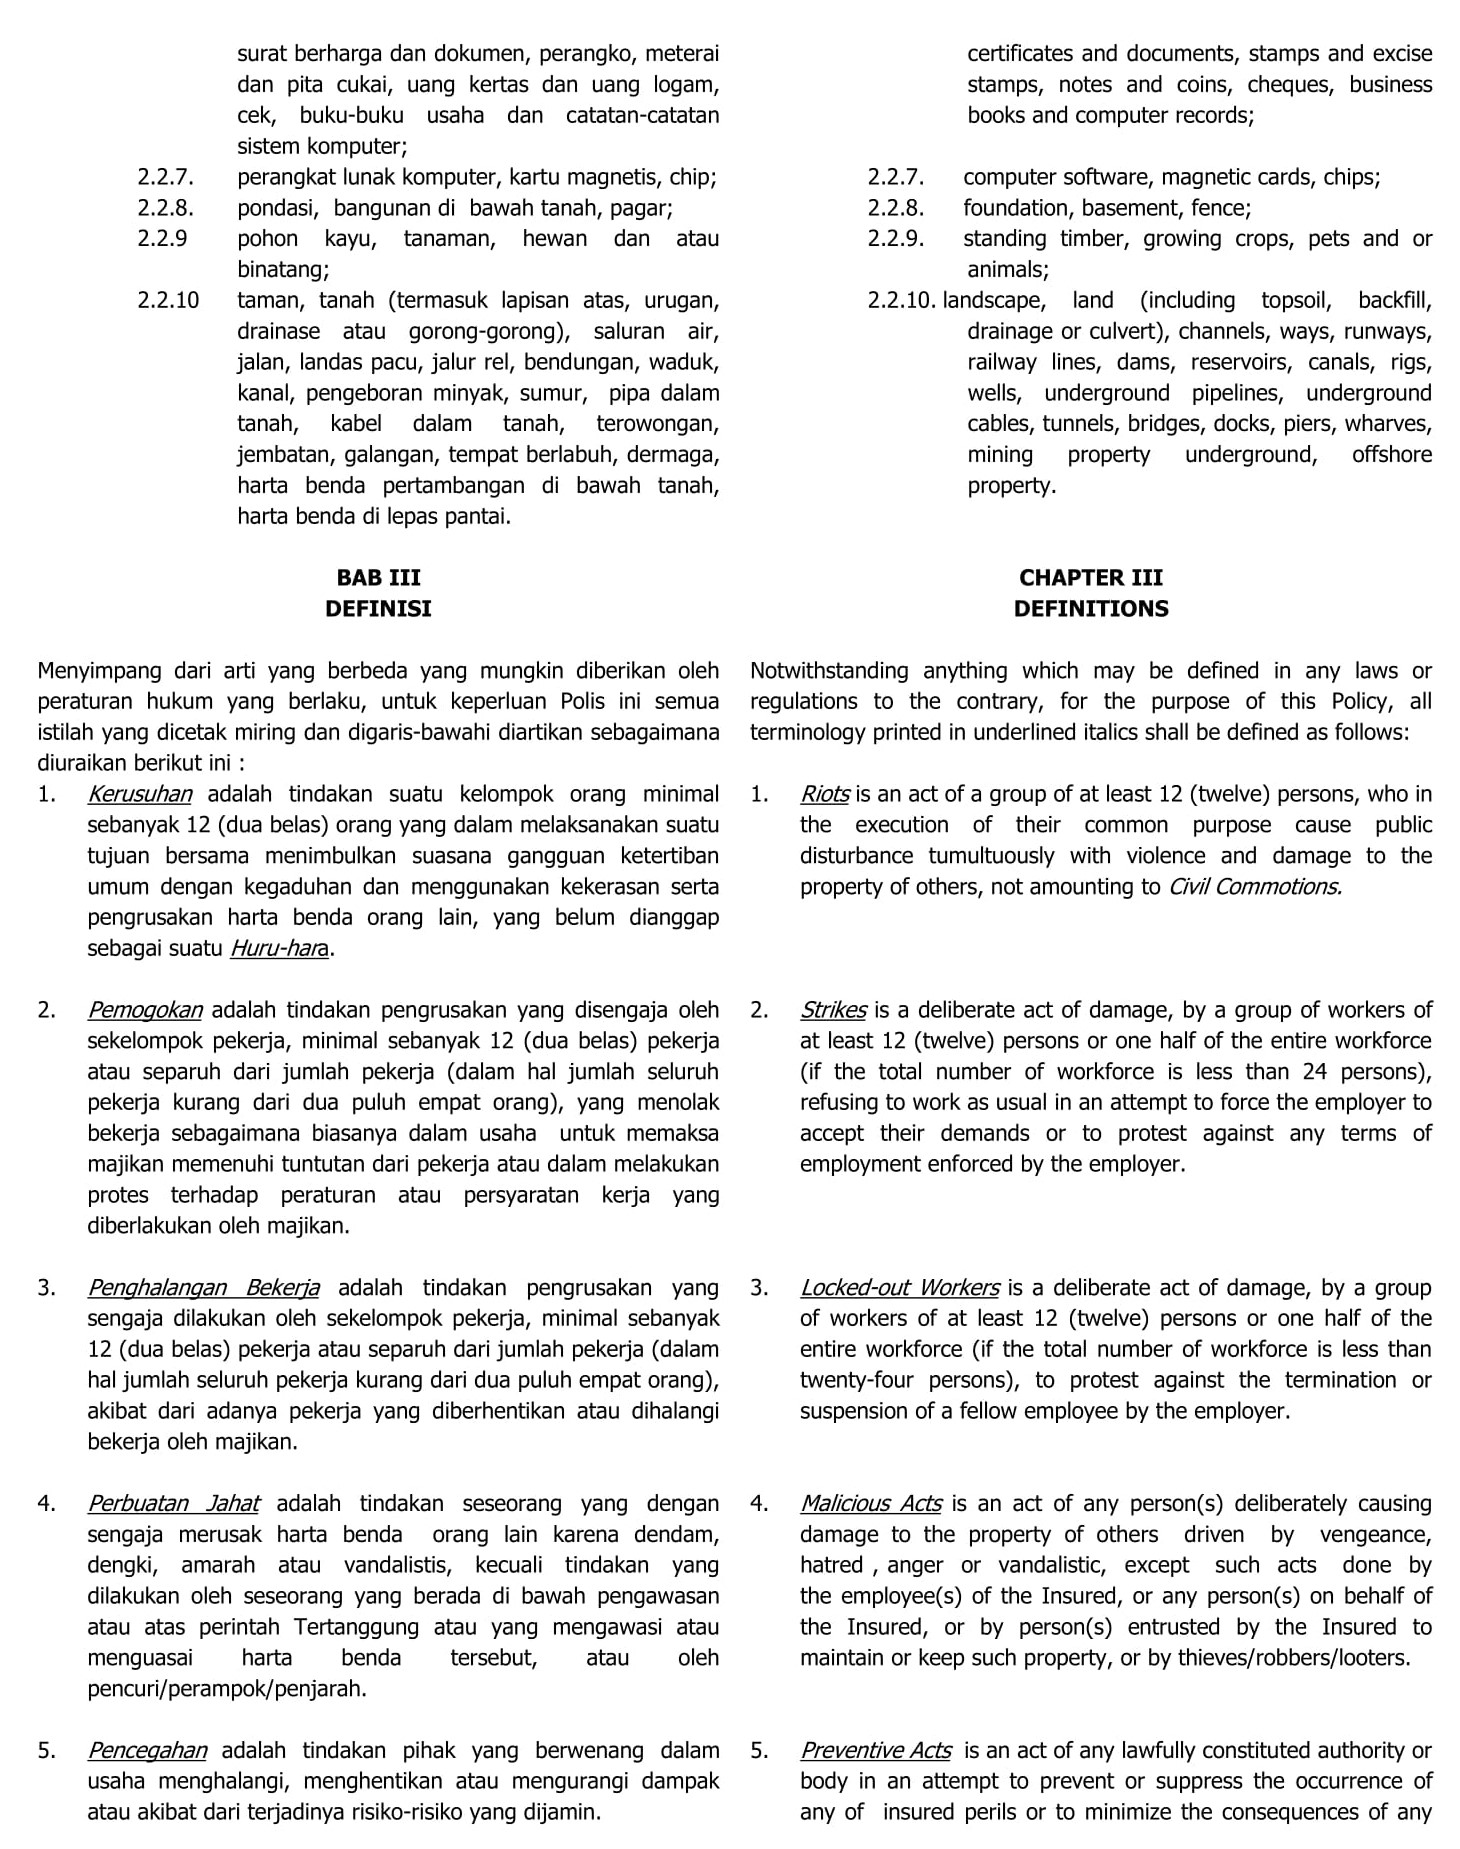 surat berharga dan dokumen, perangko, meterai
dan pita cukai, uang kertas dan uang logam,
cek, buku-buku usaha dan catatan-catatan
sistem komputer;
2.2.7. perangkat lunak komputer, kartu magnetis, chip;
2.2.8. pondasi, bangunan di bawah tanah, pagar;
2.2.9 pohon kayu, tanaman, hewan dan atau
binatang;
2.2.10 taman, tanah (termasuk lapisan atas, urugan,
drainase atau gorong-gorong), saluran air,
jalan, landas pacu, jalur rel, bendungan, waduk,
kanal, pengeboran minyak, sumur, pipa dalam
tanah, kabel dalam tanah, terowongan,
jembatan, galangan, tempat berlabuh, dermaga,
harta benda pertambangan di bawah tanah,
harta benda di lepas pantai.
BAB III
DEFINISI
Menyimpang dari arti yang berbeda yang mungkin diberikan oleh
peraturan hukum yang berlaku, untuk keperluan Polis ini semua
istilah yang dicetak miring dan digaris-bawahi diartikan sebagaimana
diuraikan berikut ini :
1. Kerusuhan adalah tindakan suatu kelompok orang minimal
sebanyak 12 (dua belas) orang yang dalam melaksanakan suatu
tujuan bersama menimbulkan suasana gangguan ketertiban
umum dengan kegaduhan dan menggunakan kekerasan serta
pengrusakan harta benda orang lain, yang belum dianggap
sebagai suatu Huru-hara.
2. Pemogokan adalah tindakan pengrusakan yang disengaja oleh
sekelompok pekerja, minimal sebanyak 12 (dua belas) pekerja
atau separuh dari jumlah pekerja (dalam hal jumlah seluruh
pekerja kurang dari dua puluh empat orang), yang menolak
bekerja sebagaimana biasanya dalam usaha untuk memaksa
majikan memenuhi tuntutan dari pekerja atau dalam melakukan
protes terhadap peraturan atau persyaratan kerja yang
diberlakukan oleh majikan.
3. Penghalangan Bekerja adalah tindakan pengrusakan yang
sengaja dilakukan oleh sekelompok pekerja, minimal sebanyak
12 (dua belas) pekerja atau separuh dari jumlah pekerja (dalam
hal jumlah seluruh pekerja kurang dari dua puluh empat orang),
akibat dari adanya pekerja yang diberhentikan atau dihalangi
bekerja oleh majikan.
4. Perbuatan Jahat adalah tindakan seseorang yang dengan
sengaja merusak harta benda orang lain karena dendam,
dengki, amarah atau vandalistis, kecuali tindakan yang
dilakukan oleh seseorang yang berada di bawah pengawasan
atau atas perintah Tertanggung atau yang mengawasi atau
menguasai harta benda tersebut, atau oleh
pencuri/perampok/penjarah.
5. Pencegahan adalah tindakan pihak yang berwenang dalam
usaha menghalangi, menghentikan atau mengurangi dampak
atau akibat dari terjadinya risiko-risiko yang dijamin.
certificates and documents, stamps and excise
stamps, notes and coins, cheques, business
books and computer records;
2.2.7. computer software, magnetic cards, chips;
2.2.8. foundation, basement, fence;
2.2.9. standing timber, growing crops, pets and or
animals;
2.2.10. landscape, land (including topsoil, backfill,
drainage or culvert), channels, ways, runways,
railway lines, dams, reservoirs, canals, rigs,
wells, underground pipelines, underground
cables, tunnels, bridges, docks, piers, wharves,
mining property underground, offshore
property.
CHAPTER III
DEFINITIONS
Notwithstanding anything which may be defined in any laws or
regulations to the contrary, for the purpose of this Policy, all
terminology printed in underlined italics shall be defined as follows:
1. Riots is an act of a group of at least 12 (twelve) persons, who in
the execution of their common purpose cause public
disturbance tumultuously with violence and damage to the
property of others, not amounting to Civil Commotions.
2. Strikes is a deliberate act of damage, by a group of workers of
at least 12 (twelve) persons or one half of the entire workforce
(if the total number of workforce is less than 24 persons),
refusing to work as usual in an attempt to force the employer to
accept their demands or to protest against any terms of
employment enforced by the employer.
3. Locked-out Workers is a deliberate act of damage, by a group
of workers of at least 12 (twelve) persons or one half of the
entire workforce (if the total number of workforce is less than
twenty-four persons), to protest against the termination or
suspension of a fellow employee by the employer.
4. Malicious Acts is an act of any person(s) deliberately causing
damage to the property of others driven by vengeance,
hatred , anger or vandalistic, except such acts done by
the employee(s) of the Insured, or any person(s) on behalf of
the Insured, or by person(s) entrusted by the Insured to
maintain or keep such property, or by thieves/robbers/looters.
5. Preventive Acts is an act of any lawfully constituted authority or
body in an attempt to prevent or suppress the occurrence of
any of insured perils or to minimize the consequences of any